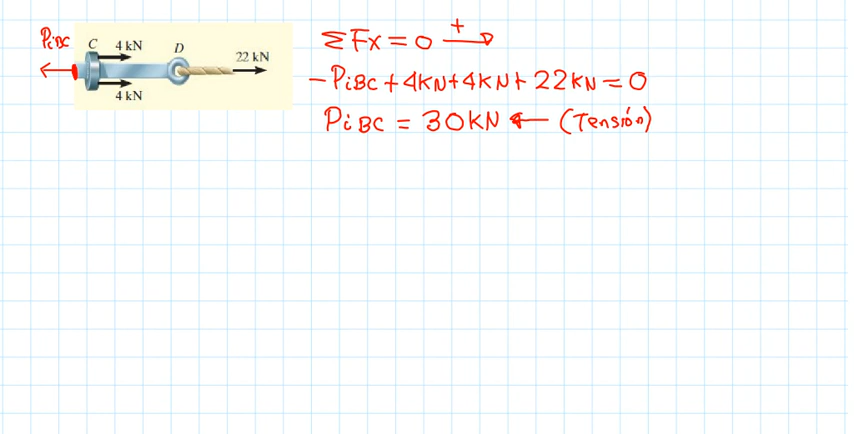 PiBC C 4 kN D 22 kN
4 kN
ΣFx = 0 +→
-PiBC + 4KN + 4KN + 22KN = 0
PiBC = 30KN ← (Tensión)